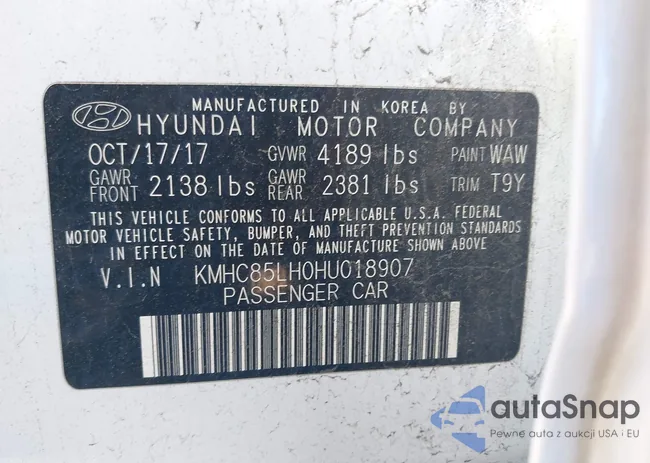 MANUFACTURED IN KOREA BY
HYUNDAI MOTOR COMPANY
OCT/17/17 GVWR 4189 lbs PAINT WAW
GAWR FRONT 2138 lbs GAWR REAR 2381 lbs TRIM T9Y
THIS VEHICLE CONFORMS TO ALL APPLICABLE U.S.A. FEDERAL
MOTOR VEHICLE SAFETY, BUMPER, AND THEFT PREVENTION STANDARDS
IN EFFECT ON THE DATE OF MANUFACTURE SHOWN ABOVE
V.I.N KMHC85LH0HU018907
PASSENGER CAR
autaSnap
Pewne auta z aukcji USA i EU